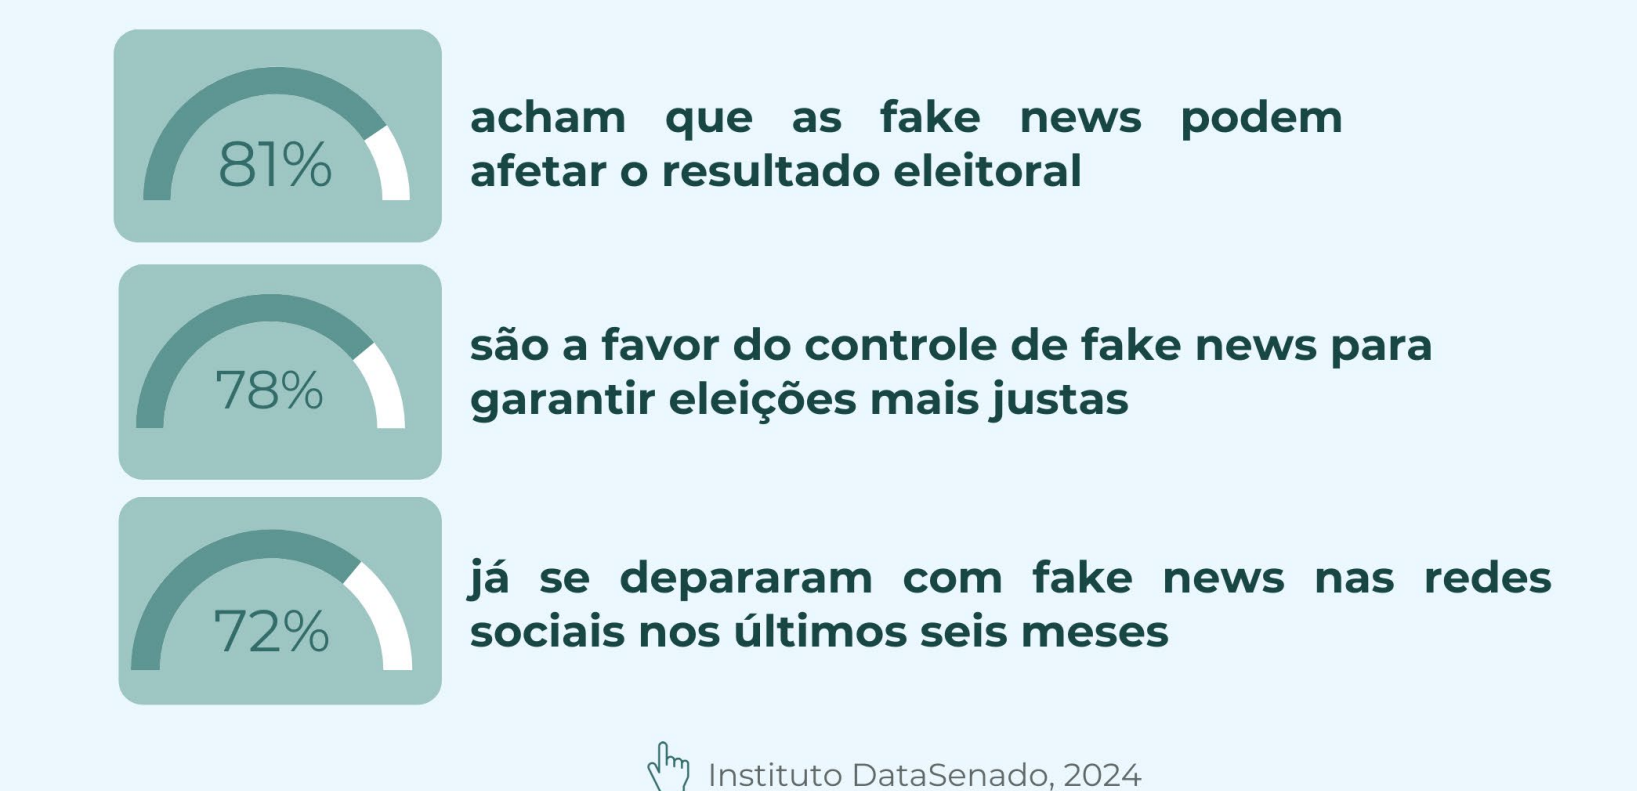 81%
acham que as fake news podem
afetar o resultado eleitoral
78%
são a favor do controle de fake news para
garantir eleições mais justas
72%
já se depararam com fake news nas redes
sociais nos últimos seis meses
Instituto DataSenado, 2024